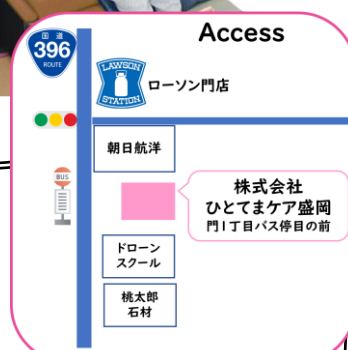 Access
国道
396
ROUTE
LAWSON
STATION
ローソン門店
朝日航洋
BUS
株式会社
ひとてまケア盛岡
門1丁目バス停目の前
ドローン
スクール
桃太郎
石材